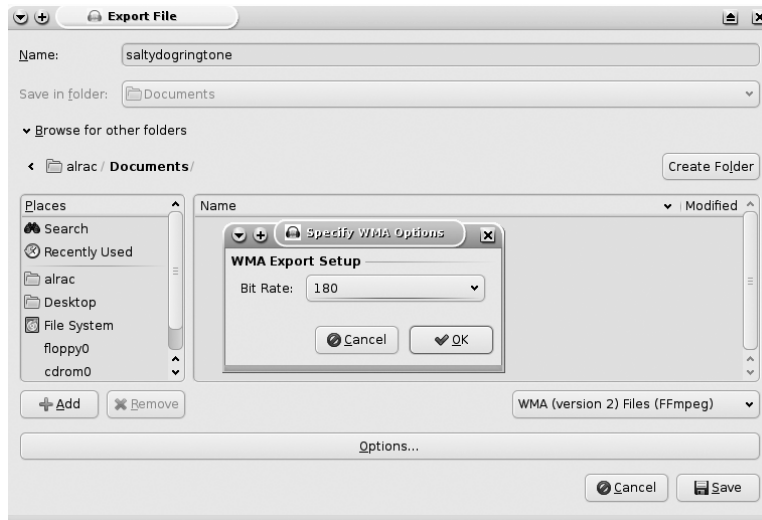 Export File
Name: saltydogringtone
Save in folder: Documents
Browse for other folders
alrac / Documents/
Create Folder
Places
Search
Recently Used
alrac
Desktop
File System
floppy0
cdrom0
Name Modified
Specify WMA Options
WMA Export Setup
Bit Rate: 180
Cancel OK
Add Remove
WMA (version 2) Files (FFmpeg)
Options...
Cancel Save